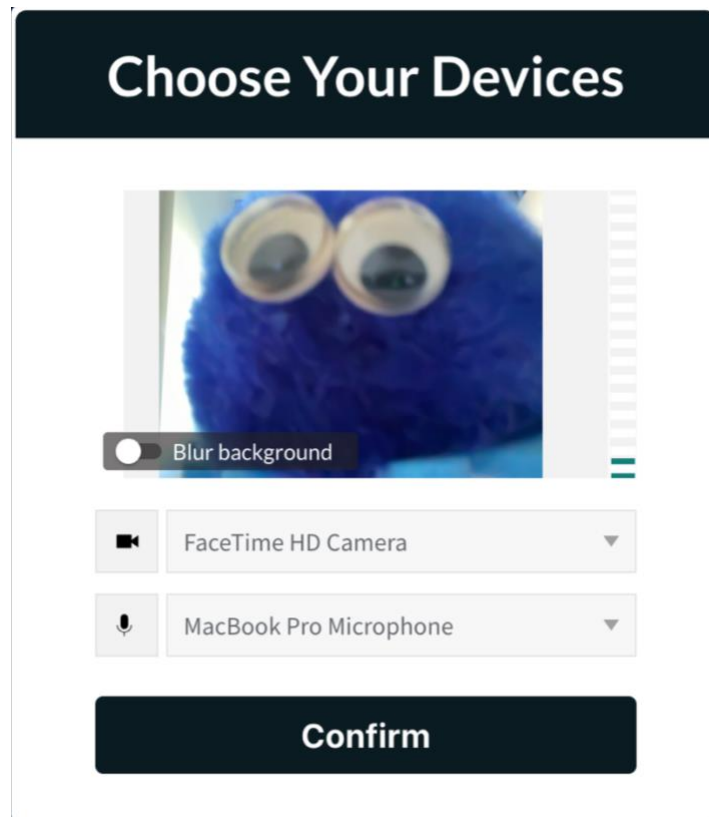 Choose Your Devices
Blur background
FaceTime HD Camera
MacBook Pro Microphone
Confirm